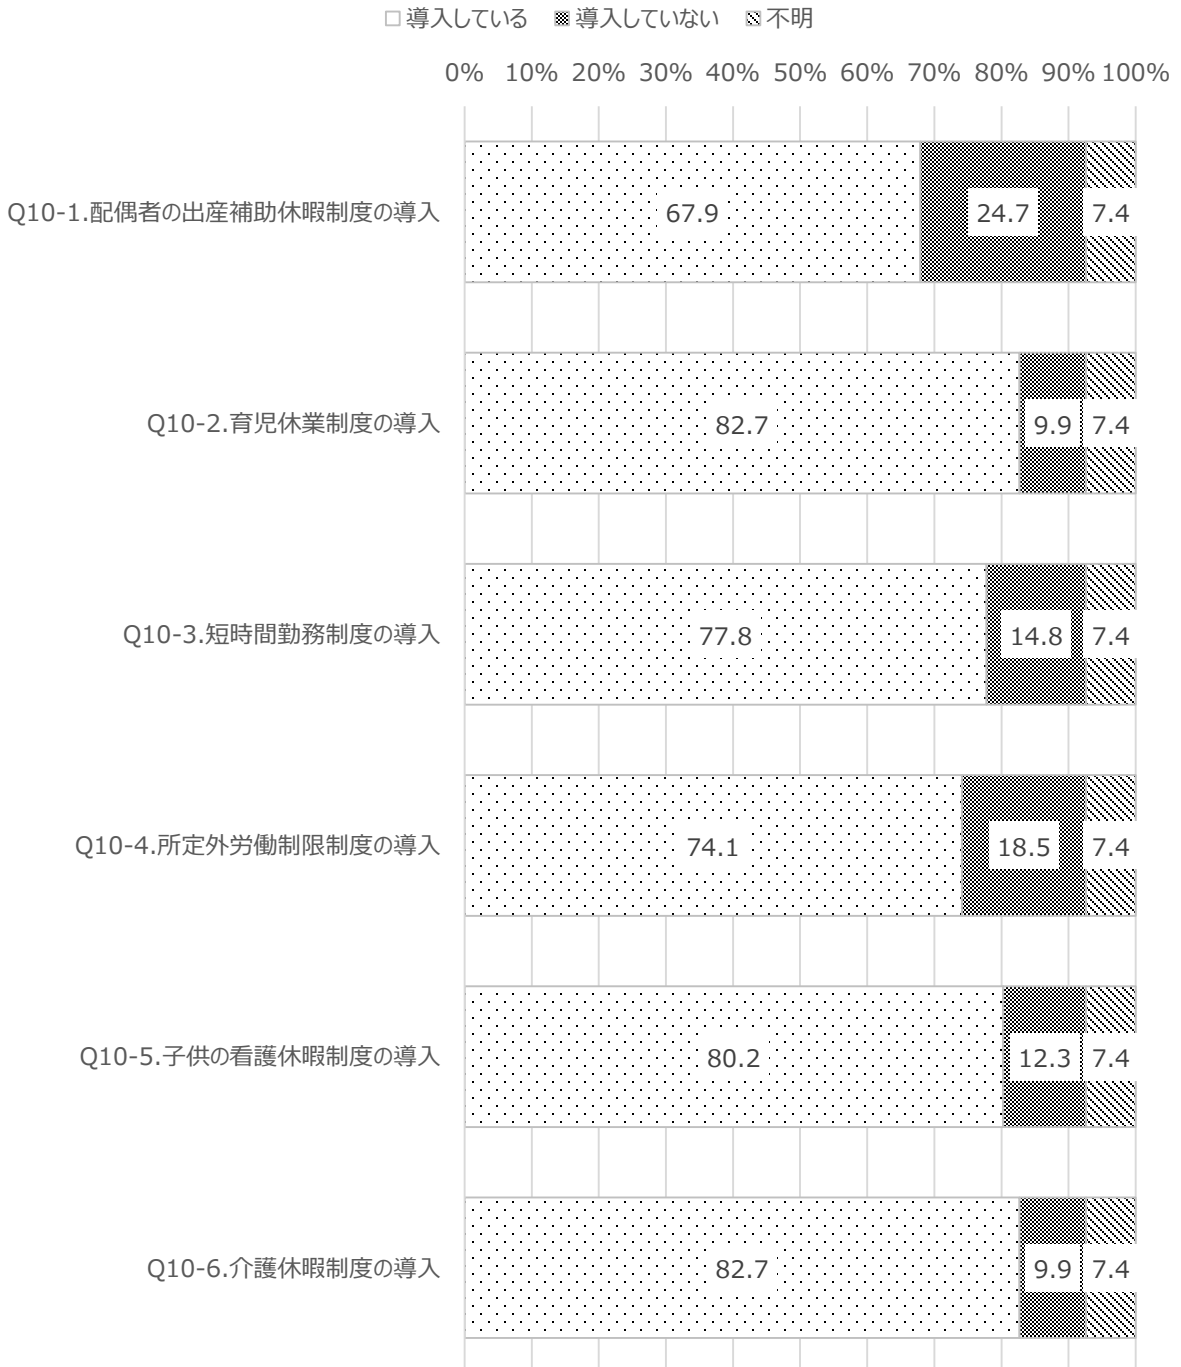 導入している 導入していない 不明
0% 10% 20% 30% 40% 50% 60% 70% 80% 90% 100%
Q10-1.配偶者の出産補助休暇制度の導入 67.9 24.7 7.4
Q10-2.育児休業制度の導入 82.7 9.9 7.4
Q10-3.短時間勤務制度の導入 77.8 14.8 7.4
Q10-4.所定外労働制限制度の導入 74.1 18.5 7.4
Q10-5.子供の看護休暇制度の導入 80.2 12.3 7.4
Q10-6.介護休暇制度の導入 82.7 9.9 7.4